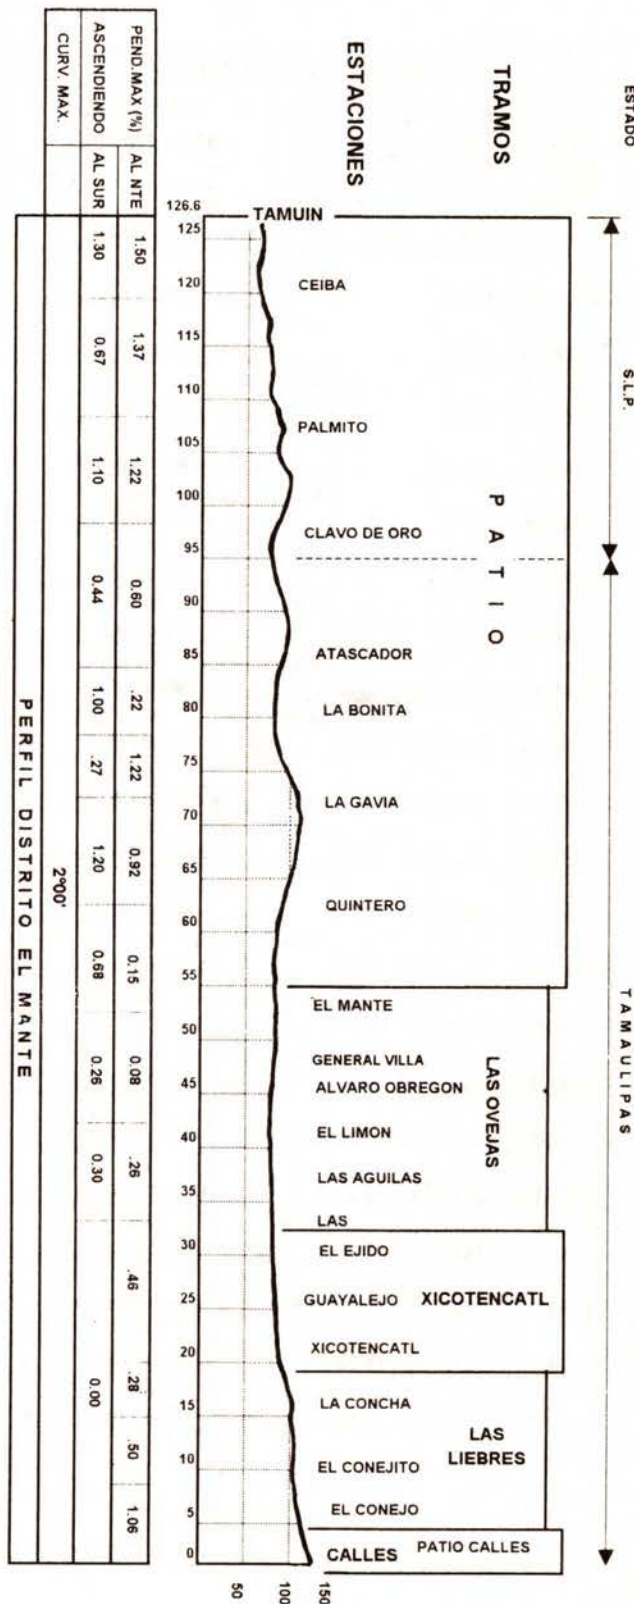 ESTADO
S.L.P.
TAMAULIPAS
TRAMOS
PATIO
LAS OVEJAS
XICOTENCATL
LAS
LIEBRES
PATIO CALLES
ESTACIONES
TAMUIN
CEIBA
PALMITO
CLAVO DE ORO
ATASCADOR
LA BONITA
LA GAVIA
QUINTERO
EL MANTE
GENERAL VILLA
ALVARO OBREGON
EL LIMON
LAS AGUILAS
LAS
EL EJIDO
GUAYALEJO
XICOTENCATL
LA CONCHA
EL CONEJITO
EL CONEJO
CALLES
126.6
125
120
115
110
105
100
95
90
85
80
75
70
65
60
55
50
45
40
35
30
25
20
15
10
5
0
150
100
50
PEND.MAX (%) AL NTE 1.50 1.37 1.22 0.60 .22 1.22 0.92 0.15 0.08 .26 .46 .28 .50 1.06
ASCENDIENDO AL SUR 1.30 0.67 1.10 0.44 1.00 .27 1.20 0.68 0.26 0.30 0.00
CURV. MAX. 2º00'
PERFIL DISTRITO EL MANTE